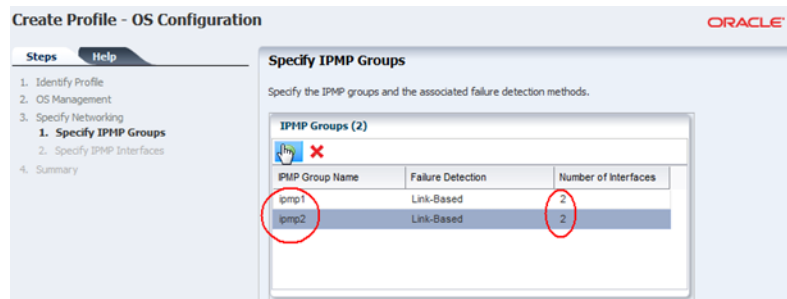 Create Profile - OS Configuration
ORACLE
Steps Help
1. Identify Profile
2. OS Management
3. Specify Networking
1. Specify IPMP Groups
2. Specify IPMP Interfaces
4. Summary
Specify IPMP Groups
Specify the IPMP groups and the associated failure detection methods.
IPMP Groups (2)
IPMP Group Name Failure Detection Number of Interfaces
ipmp1 Link-Based 2
ipmp2 Link-Based 2